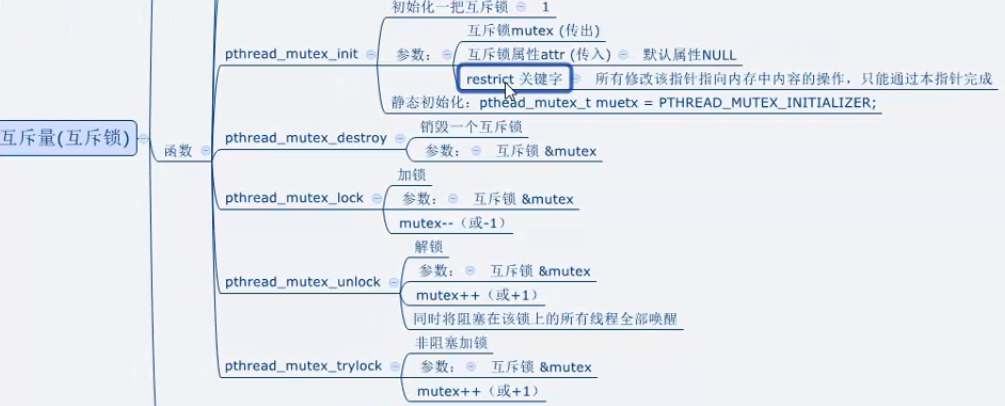 初始化一把互斥锁 1
互斥锁mutex (传出)
pthread_mutex_init 参数： 互斥锁属性attr (传入) 默认属性NULL
restrict 关键字 所有修改该指针指向内存中内容的操作，只能通过本指针完成
静态初始化：pthead_mutex_t muetx = PTHREAD_MUTEX_INITIALIZER;
互斥量(互斥锁)
函数
pthread_mutex_destroy 销毁一个互斥锁
参数： 互斥锁 &mutex
加锁
pthread_mutex_lock 参数： 互斥锁 &mutex
mutex--（或-1）
解锁
参数： 互斥锁 &mutex
pthread_mutex_unlock
mutex++（或+1）
同时将阻塞在该锁上的所有线程全部唤醒
非阻塞加锁
pthread_mutex_trylock 参数： 互斥锁 &mutex
mutex++（或+1）